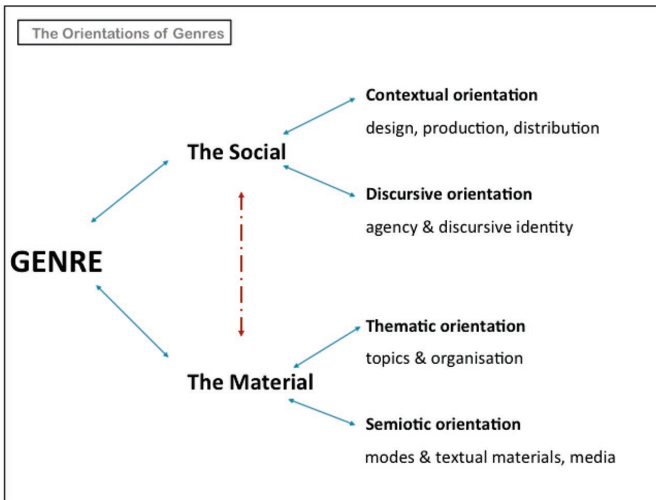 The Orientations of Genres
Contextual orientation
design, production, distribution
The Social
Discursive orientation
agency & discursive identity
GENRE
Thematic orientation
topics & organisation
The Material
Semiotic orientation
modes & textual materials, media